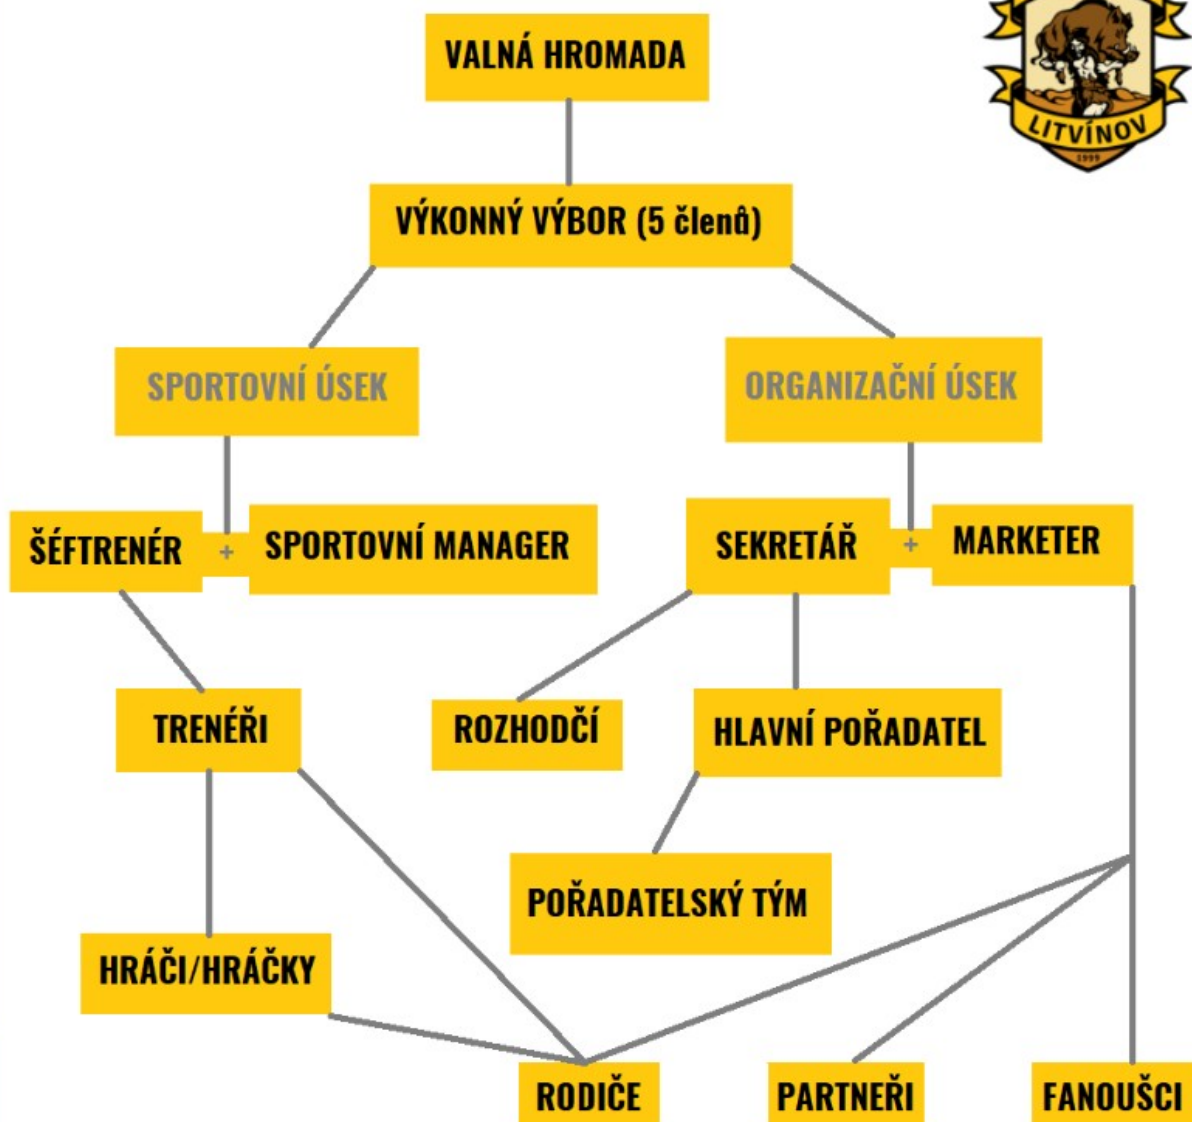 VALNÁ HROMADA
LITVÍNOV
1999
VÝKONNÝ VÝBOR (5 členů)
SPORTOVNÍ ÚSEK
ORGANIZAČNÍ ÚSEK
ŠÉFTRENÉR + SPORTOVNÍ MANAGER
SEKRETÁŘ + MARKETER
TRENÉŘI
ROZHODČÍ
HLAVNÍ POŘADATEL
POŘADATELSKÝ TÝM
HRÁČI/HRÁČKY
RODIČE
PARTNEŘI
FANOUŠCI